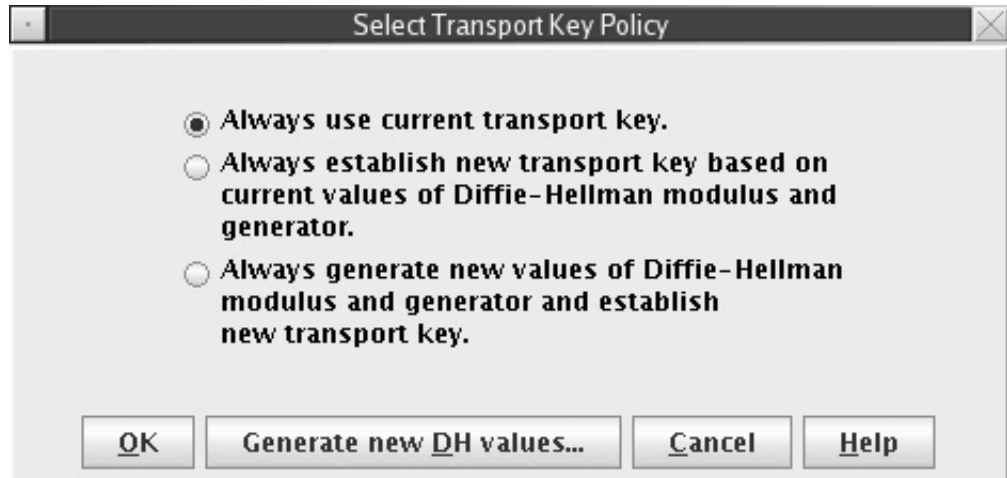 Select Transport Key Policy
Always use current transport key.
Always establish new transport key based on
current values of Diffie-Hellman modulus and
generator.
Always generate new values of Diffie-Hellman
modulus and generator and establish
new transport key.
OK
Generate new DH values...
Cancel
Help